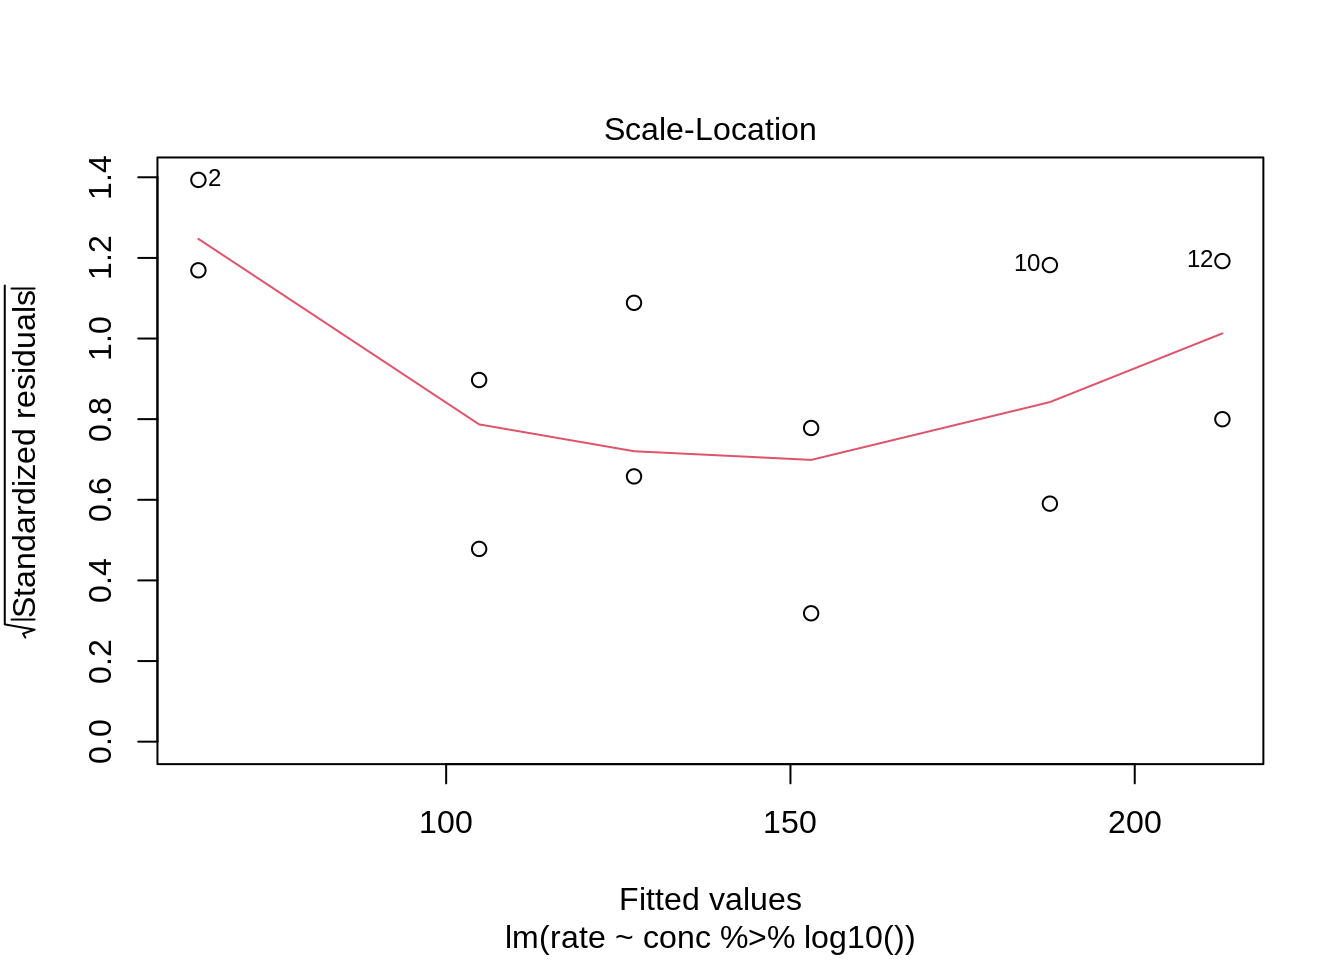 Scale-Location
√|Standardized residuals|
1.4
1.2
1.0
0.8
0.6
0.4
0.2
0.0
2
10
12
100 150 200
Fitted values
lm(rate ~ conc %>% log10())